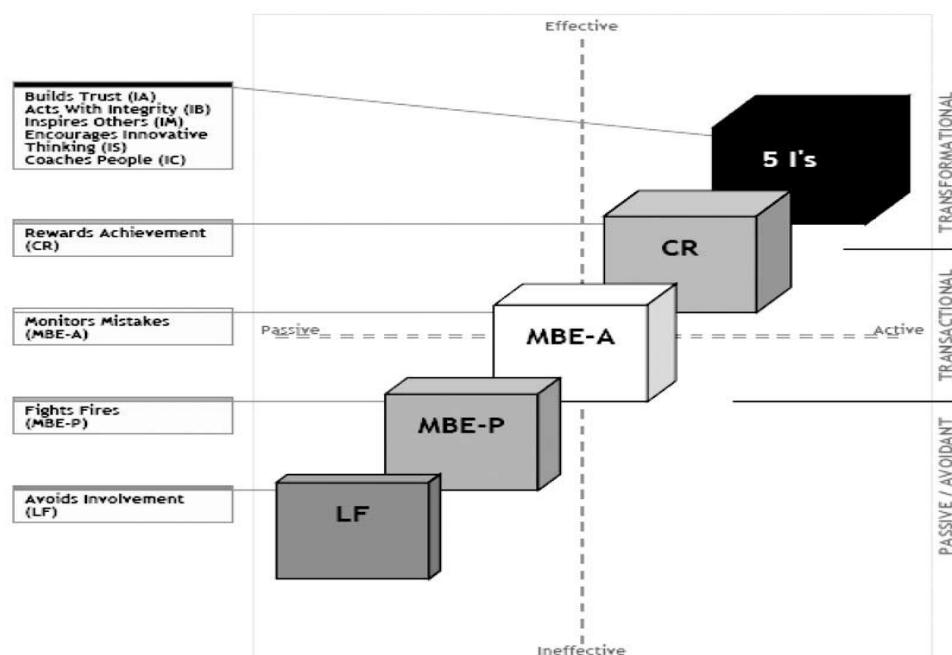 Effective
Builds Trust (IA)
Acts With Integrity (IB)
Inspires Others (IM)
Encourages Innovative
Thinking (IS)
Coaches People (IC)
5 I's
TRANSFORMATIONAL
Rewards Achievement
(CR)
CR
Monitors Mistakes
(MBE-A)
Passive
MBE-A
Active
TRANSACTIONAL
Fights Fires
(MBE-P)
MBE-P
Avoids Involvement
(LF)
LF
PASSIVE / AVOIDANT
Ineffective